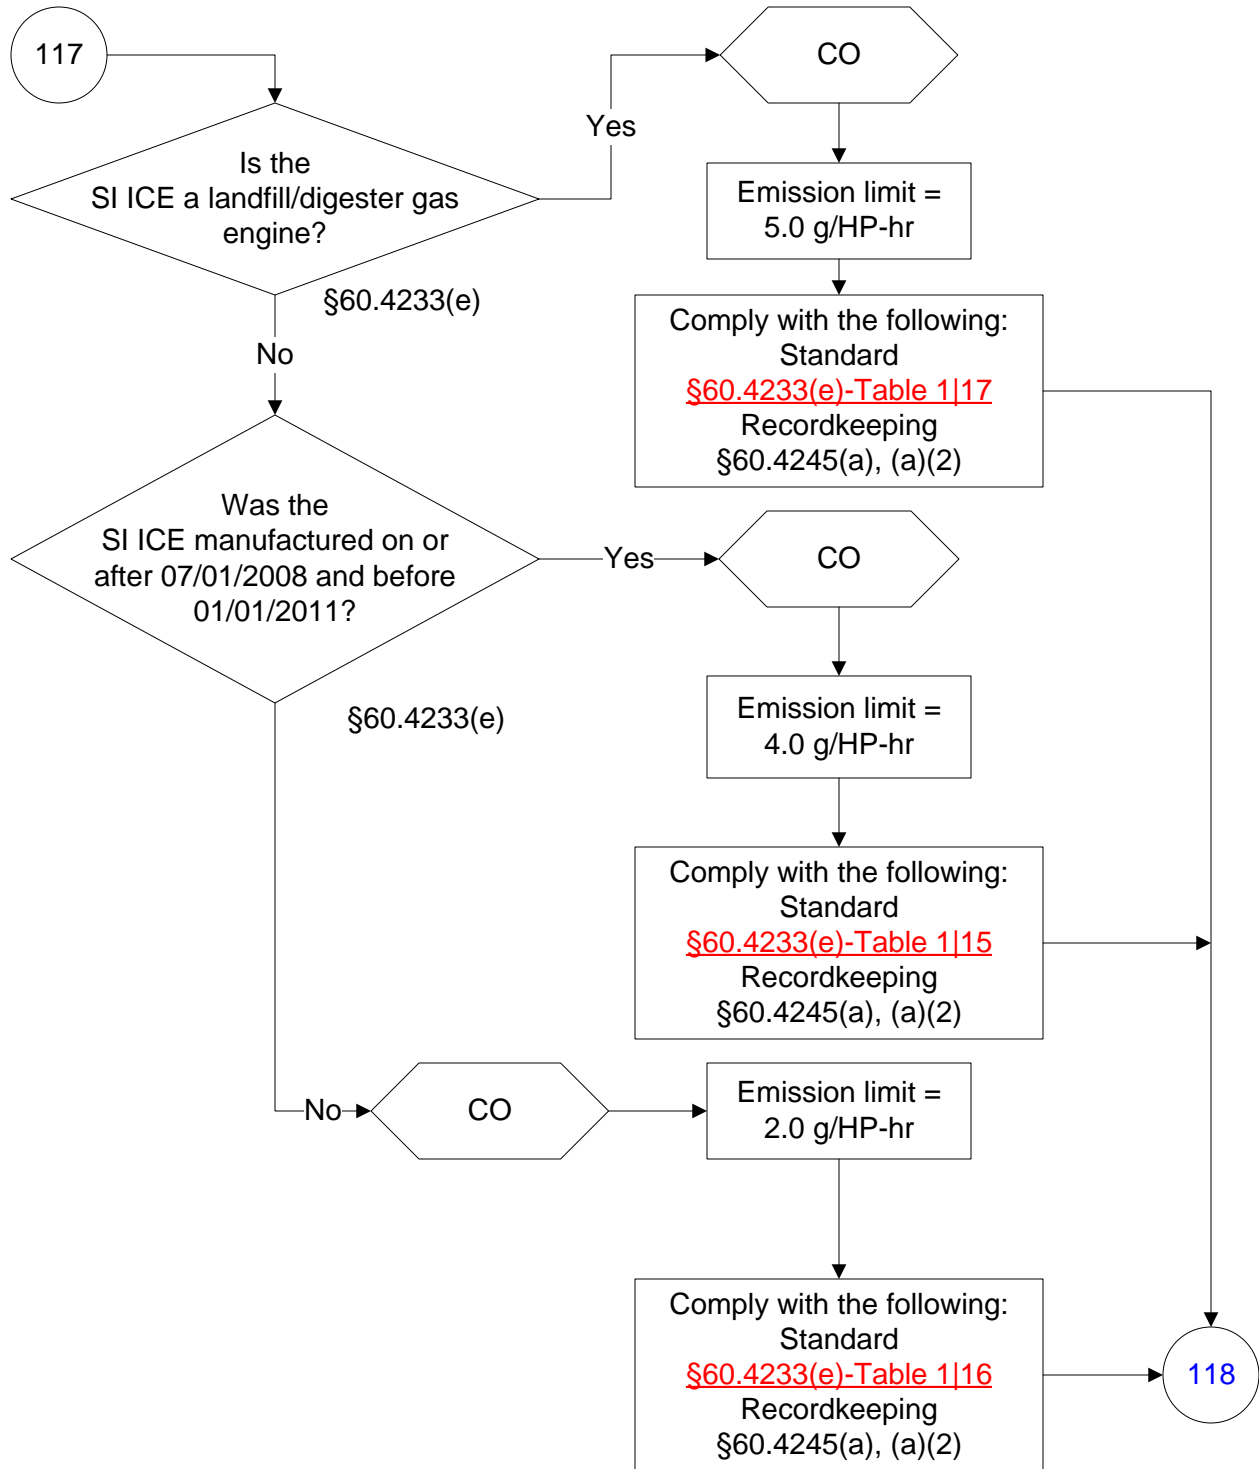 117
Is the
SI ICE a landfill/digester gas
engine?
§60.4233(e)
Yes
CO
Emission limit =
5.0 g/HP-hr
Comply with the following:
Standard
§60.4233(e)-Table 1|17
Recordkeeping
§60.4245(a), (a)(2)
No
Was the
SI ICE manufactured on or
after 07/01/2008 and before
01/01/2011?
§60.4233(e)
Yes
CO
Emission limit =
4.0 g/HP-hr
Comply with the following:
Standard
§60.4233(e)-Table 1|15
Recordkeeping
§60.4245(a), (a)(2)
No
CO
Emission limit =
2.0 g/HP-hr
Comply with the following:
Standard
§60.4233(e)-Table 1|16
Recordkeeping
§60.4245(a), (a)(2)
118